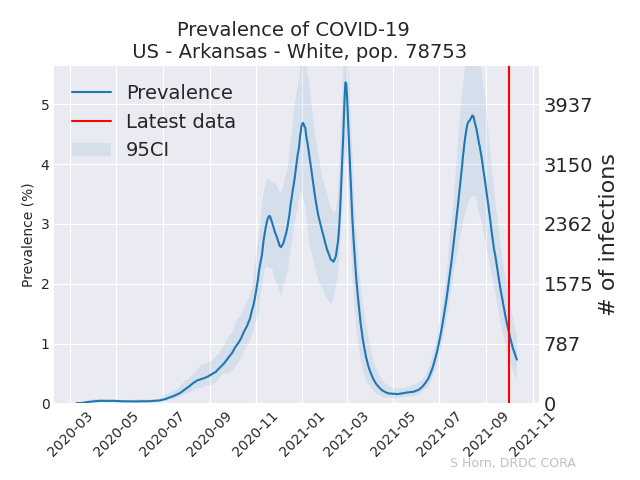 Prevalence of COVID-19
US - Arkansas - White, pop. 78753
Prevalence
Latest data
95CI
Prevalence (%)
5
4
3
2
1
0
3937
3150
2362
1575
787
0
# of infections
2020-03
2020-05
2020-07
2020-09
2020-11
2021-01
2021-03
2021-05
2021-07
2021-09
2021-11
S Horn, DRDC CORA